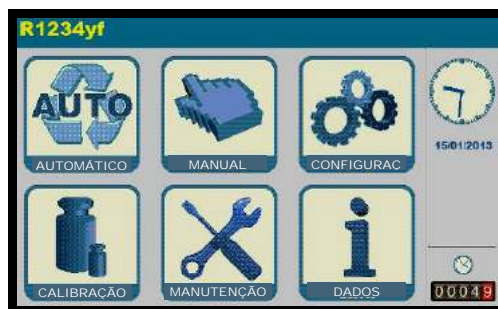 R1234yf
AUTO
AUTOMÁTICO
MANUAL
CONFIGURAC
15/01/2013
CALIBRAÇÃO
MANUTENÇÃO
DADOS
00049